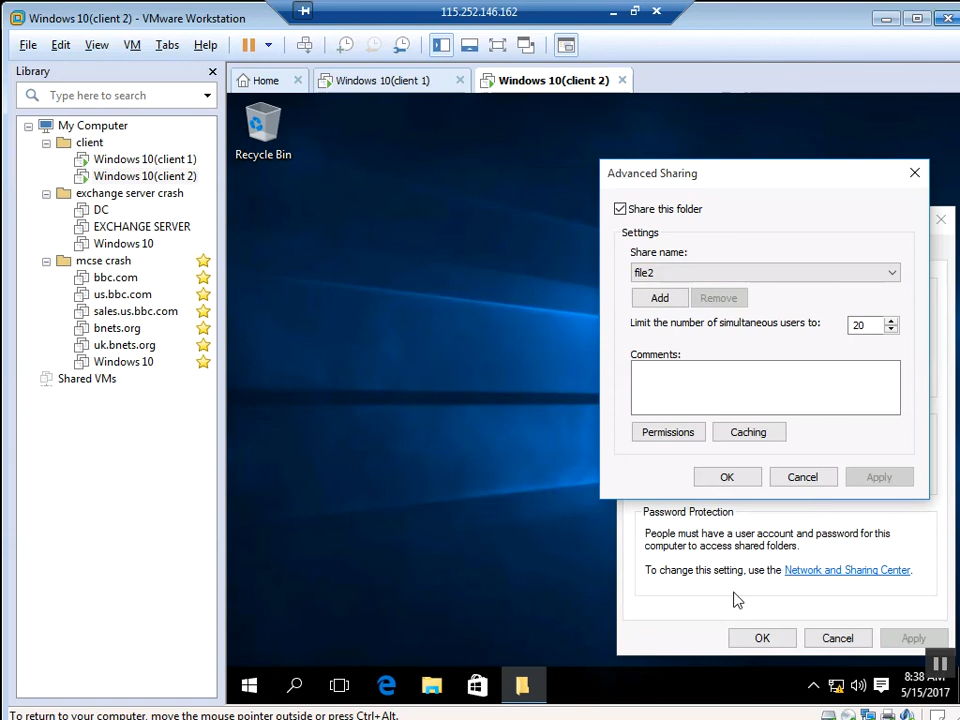 115.252.146.162
Windows 10(client 2) - VMware Workstation
File Edit View VM Tabs Help
Library
Type here to search
Home
Windows 10(client 1)
Windows 10(client 2)
My Computer
client
Windows 10(client 1)
Windows 10(client 2)
exchange server crash
DC
EXCHANGE SERVER
Windows 10
mcse crash
bbc.com
us.bbc.com
sales.us.bbc.com
bnets.org
uk.bnets.org
Windows 10
Shared VMs
Recycle Bin
Advanced Sharing
Share this folder
Settings
Share name:
file2
Add Remove
Limit the number of simultaneous users to: 20
Comments:
Permissions Caching
OK Cancel Apply
Password Protection
People must have a user account and password for this
computer to access shared folders.
To change this setting, use the Network and Sharing Center.
OK Cancel Apply
8:38 AM
5/15/2017
To return to your computer, move the mouse pointer outside or press Ctrl+Alt.